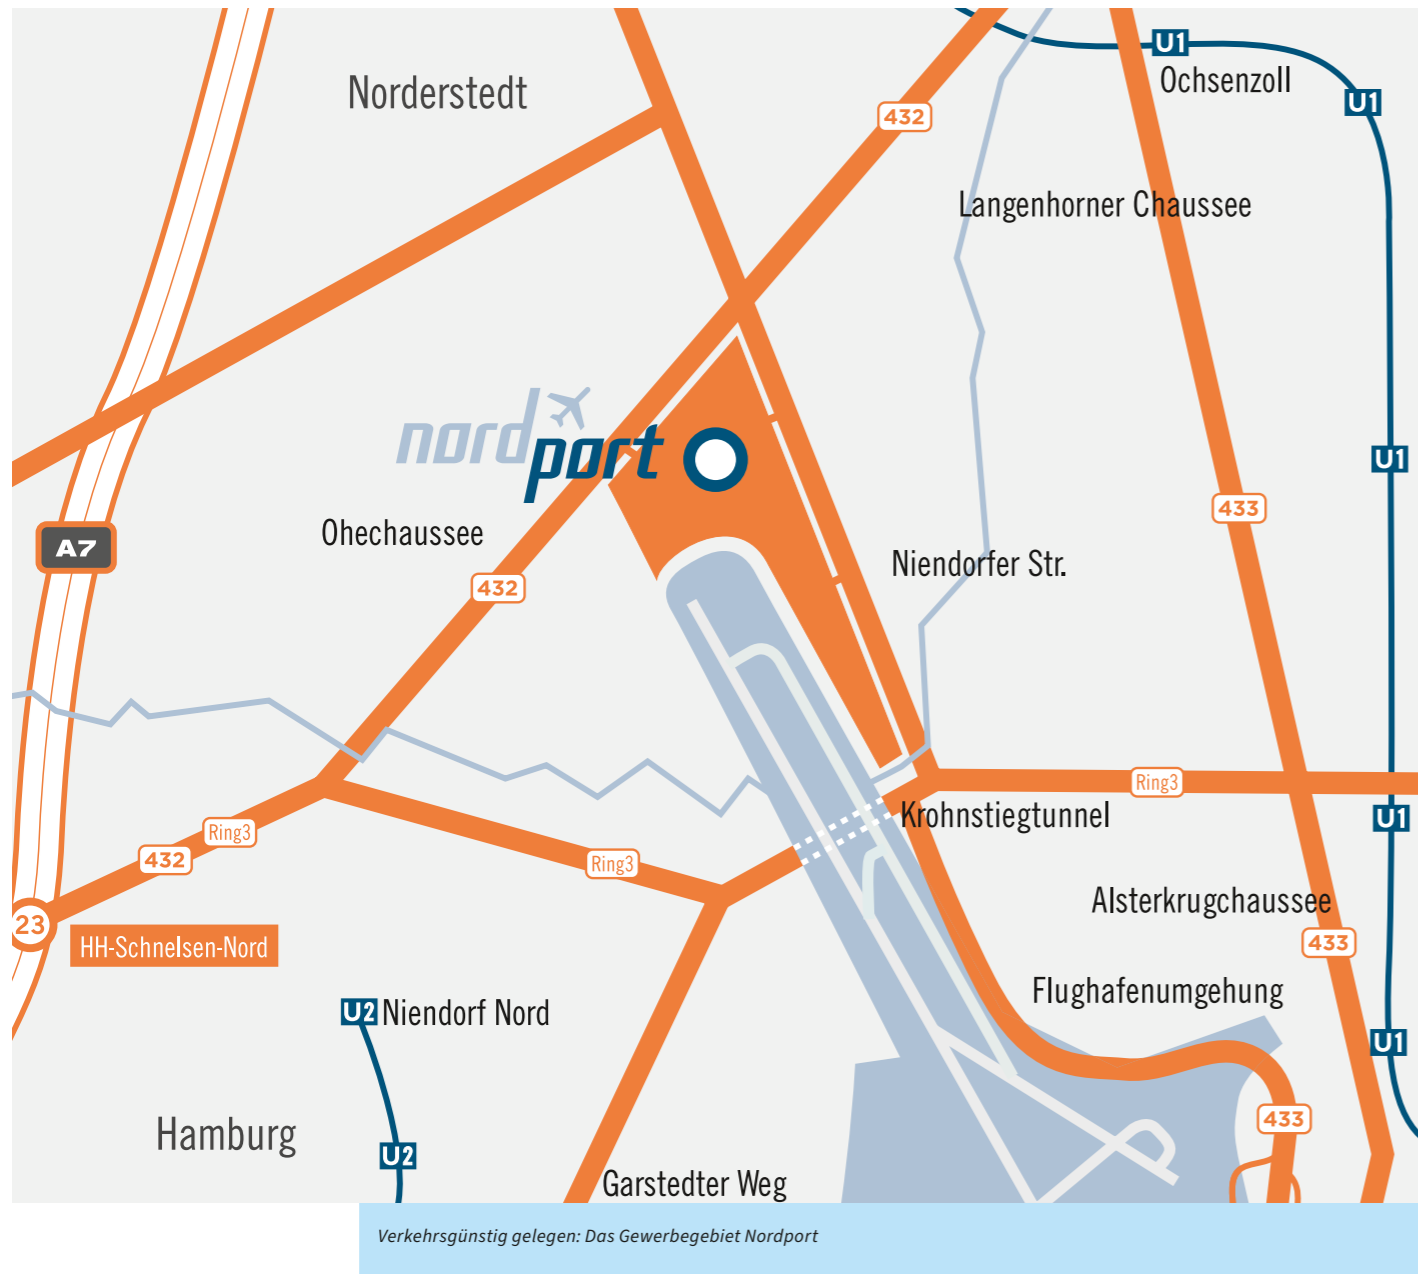 U1
Ochsenzoll
Norderstedt
U1
432
Langenhorner Chaussee
nordport
U1
433
Ohechaussee
A7
Niendorfer Str.
432
Ring3
Krohnstiegtunnel
U1
Ring3
432
Ring3
Alsterkrugchaussee
23
HH-Schnelsen-Nord
433
Flughafenumgehung
U2 Niendorf Nord
U1
433
Hamburg
U2
Garstedter Weg
Verkehrsgünstig gelegen: Das Gewerbegebiet Nordport